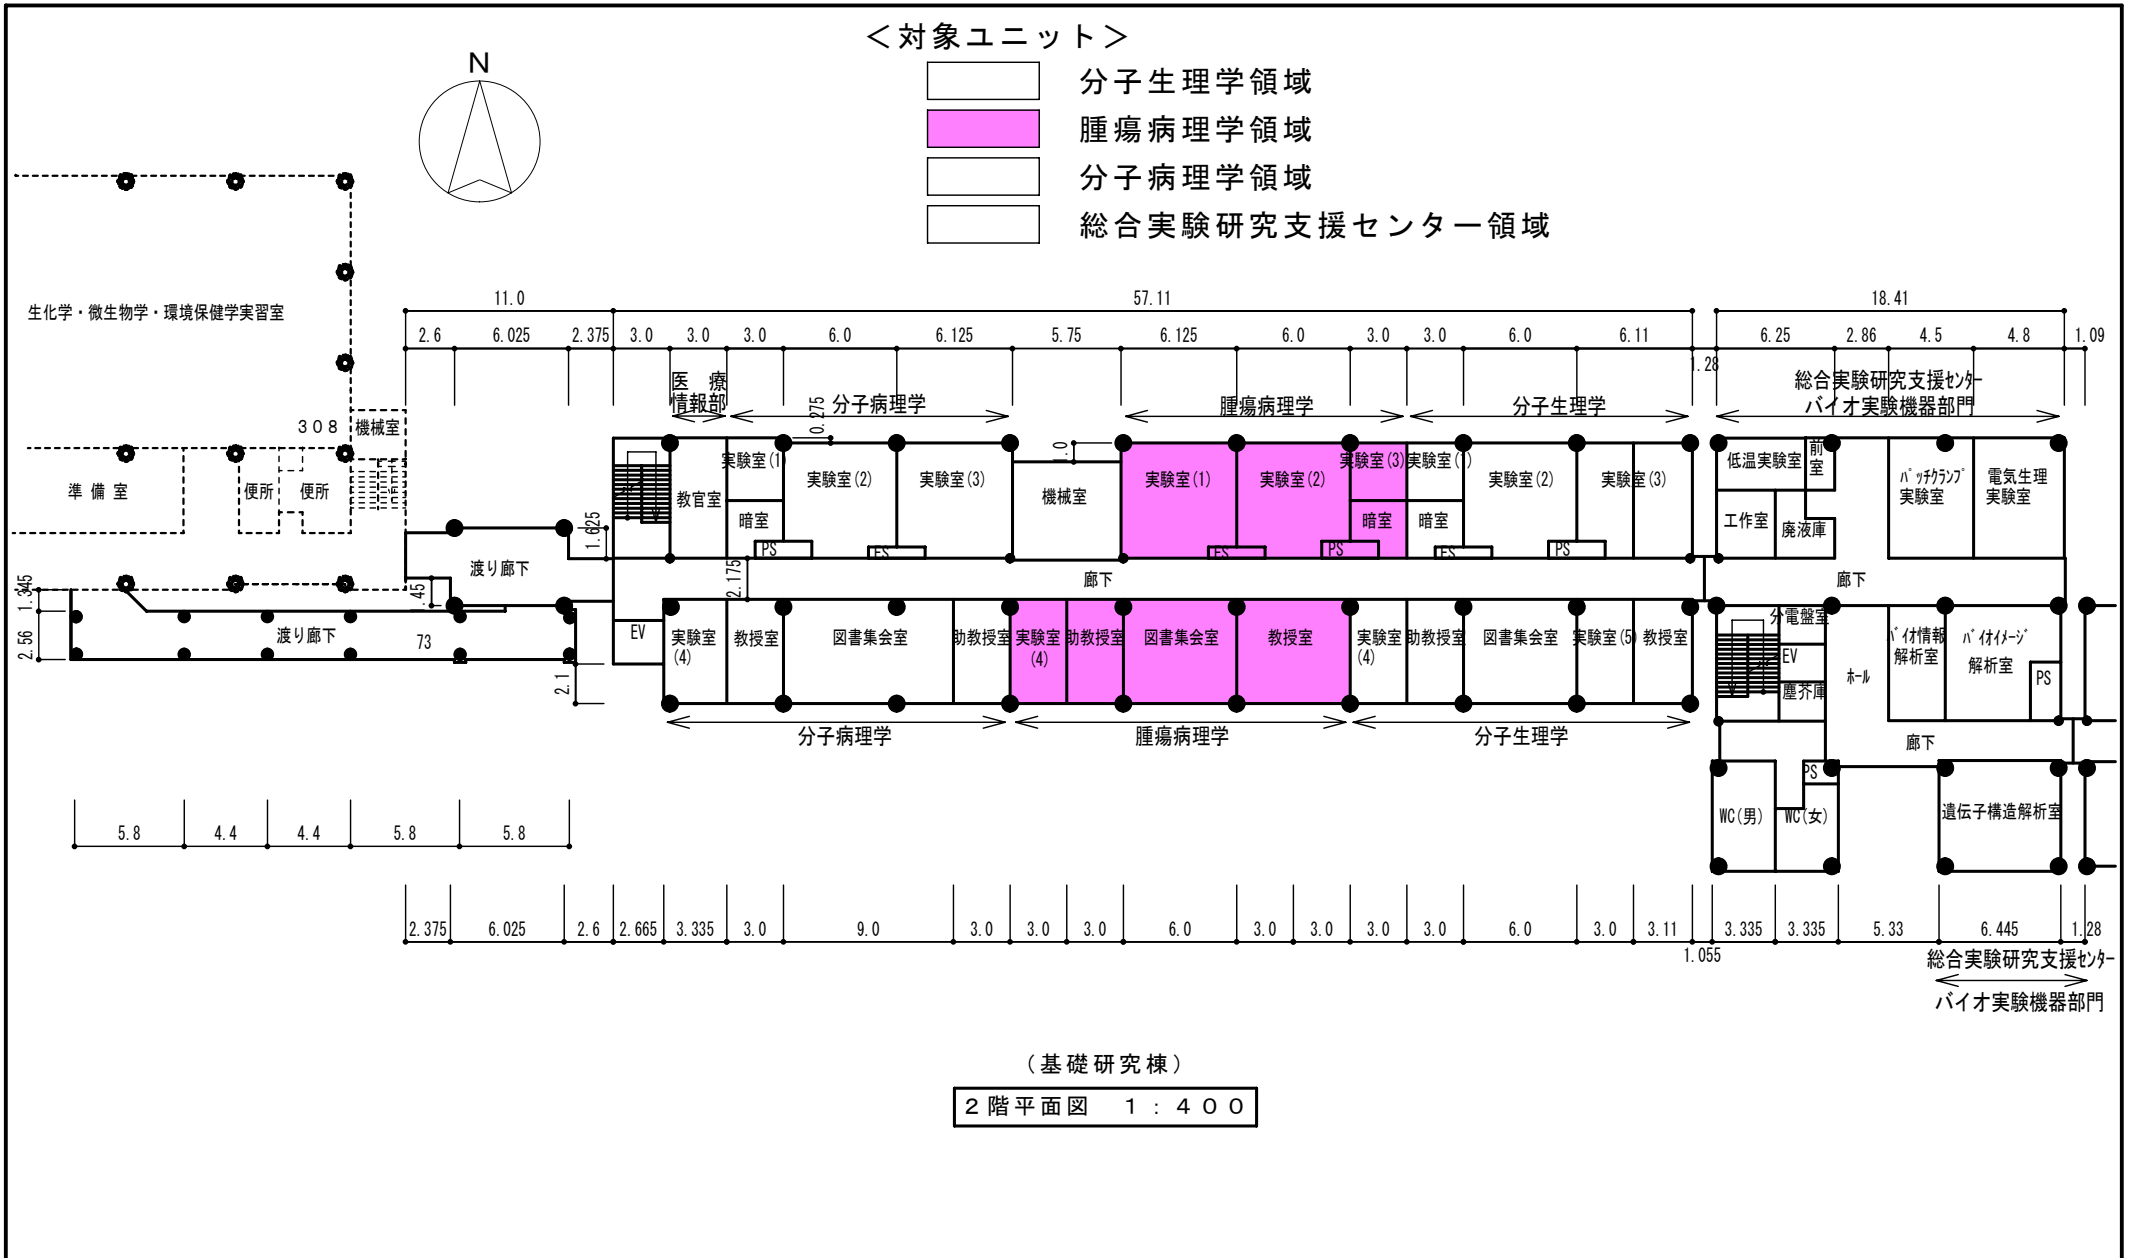 <対象ユニット>
N
分子生理学領域
腫瘍病理学領域
分子病理学領域
総合実験研究支援センター領域
生化学・微生物学・環境保健学実習室
11.0
57.11
18.41
2.6
6.025
2.375
3.0
3.0
3.0
6.0
6.125
5.75
6.125
6.0
3.0
3.0
6.0
6.11
1.28
6.25
2.86
4.5
4.8
1.09
医 療
情報部
分子病理学
0.275
腫瘍病理学
分子生理学
総合実験研究支援センター
バイオ実験機器部門
308
機械室
準備室
便所
便所
教官室
実験室(1)
暗室
PS
実験室(2)
実験室(3)
機械室
1.0
実験室(1)
実験室(2)
実験室(3)
暗室
PS
実験室(1)
暗室
実験室(2)
PS
実験室(3)
低温実験室
前室
工作室
廃液庫
パッチクランプ
実験室
電気生理
実験室
1.625
渡り廊下
2.175
廊下
廊下
1.345
2.56
渡り廊下
73
2.1
EV
実験室
(4)
教授室
図書集会室
助教授室
実験室
(4)
助教授室
図書集会室
教授室
実験室
(4)
助教授室
図書集会室
実験室(5)
教授室
分電盤室
EV
塵芥庫
ホール
バイオ情報
解析室
バイオイメージ
解析室
PS
分子病理学
腫瘍病理学
分子生理学
廊下
WC(男)
PS
WC(女)
遺伝子構造解析室
5.8
4.4
4.4
5.8
5.8
2.375
6.025
2.6
2.665
3.335
3.0
9.0
3.0
3.0
3.0
6.0
3.0
3.0
3.0
3.0
6.0
3.0
3.11
1.055
3.335
3.335
5.33
6.445
1.28
総合実験研究支援センター
バイオ実験機器部門
(基礎研究棟)
2階平面図 1:400